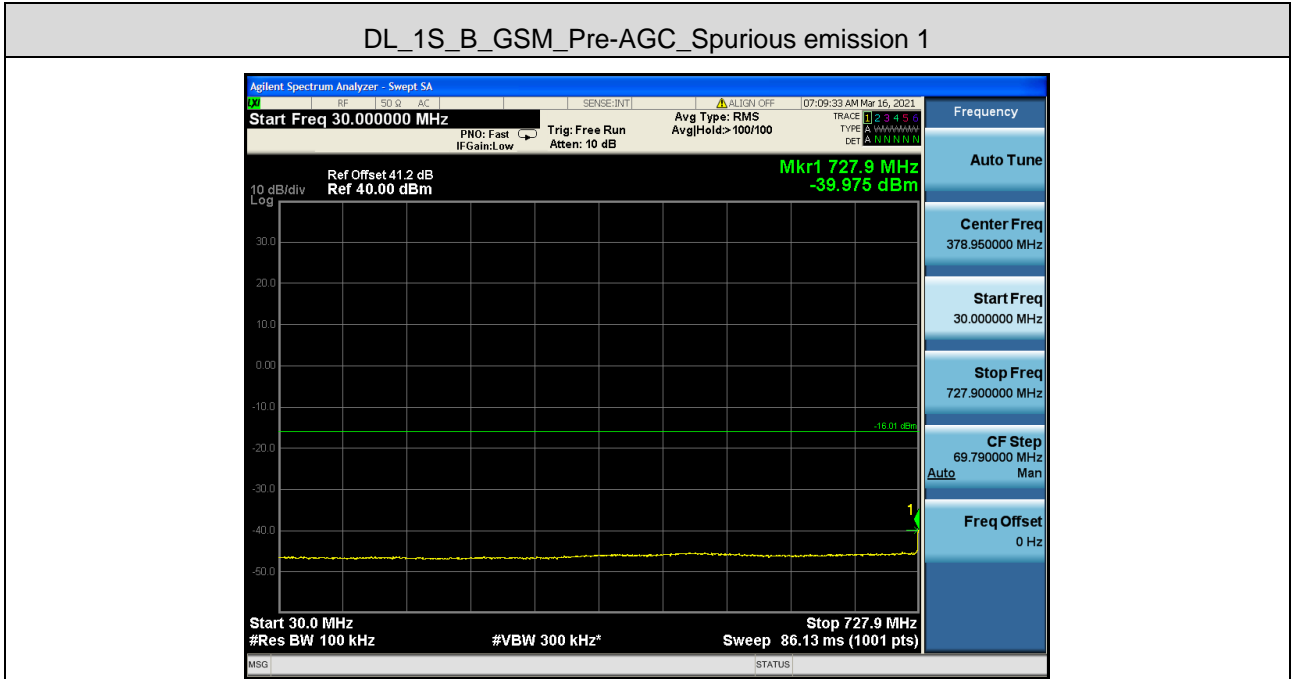 DL_1S_B_GSM_Pre-AGC_Spurious emission 1
Agilent Spectrum Analyzer - Swept SA
LXI RF 50 Ω AC SENSE:INT ALIGN OFF 07:09:33 AM Mar 16, 2021
Start Freq 30.000000 MHz
PNO: Fast
IFGain:Low
Trig: Free Run
Atten: 10 dB
Avg Type: RMS
Avg|Hold:>100/100
TRACE 1 2 3 4 5 6
TYPE A WWWWW
DET A N N N N N
Mkr1 727.9 MHz
-39.975 dBm
Ref Offset 41.2 dB
10 dB/div Ref 40.00 dBm
Log
30.0
20.0
10.0
0.00
-10.0
-16.01 dBm
-20.0
-30.0
1
-40.0
-50.0
Start 30.0 MHz Stop 727.9 MHz
#Res BW 100 kHz #VBW 300 kHz* Sweep 86.13 ms (1001 pts)
MSG STATUS
Frequency
Auto Tune
Center Freq
378.950000 MHz
Start Freq
30.000000 MHz
Stop Freq
727.900000 MHz
CF Step
69.790000 MHz
Auto Man
Freq Offset
0 Hz